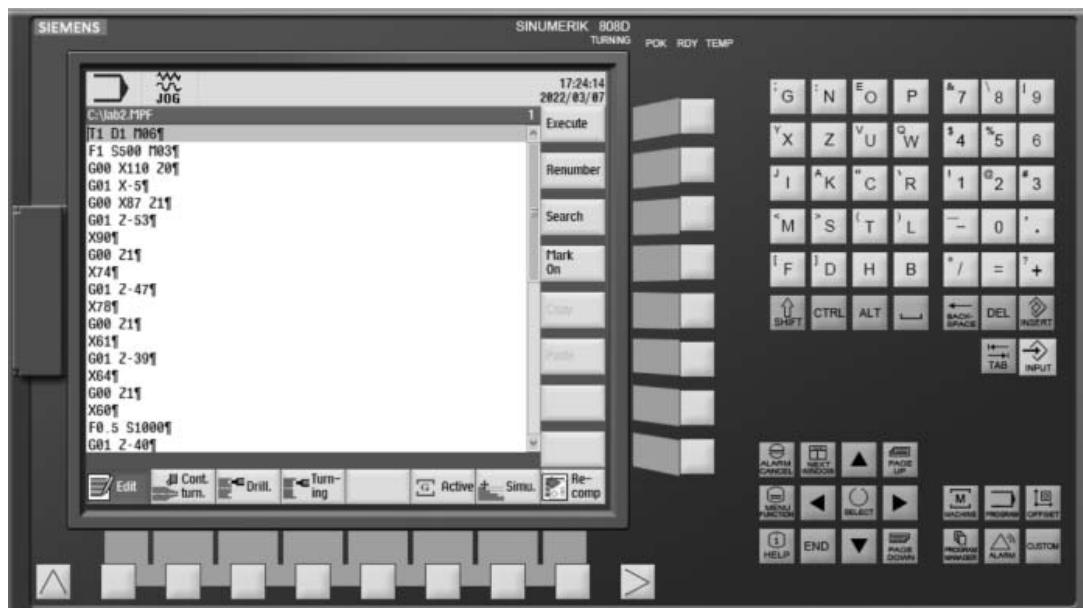 SIEMENS
SINUMERIK 808D
TURNING
POK RDY TEMP
JOG
17:24:14
2022/03/07
C:\lab2.MPF 1
T1 D1 M06¶
F1 S500 M03¶
G00 X110 Z0¶
G01 X-5¶
G00 X87 Z1¶
G01 Z-53¶
X90¶
G00 Z1¶
X74¶
G01 Z-47¶
X78¶
G00 Z1¶
X61¶
G01 Z-39¶
X64¶
G00 Z1¶
X60¶
F0.5 S1000¶
G01 Z-40¶
Execute
Renumber
Search
Mark
On
Copy
Paste
Edit
Cont.
turn.
Drill.
Turn-
ing
G Active
Simu.
Re-
comp
; G : N E O P & 7 \ 8 | 9
Y X Z V U Q W $ 4 % 5 6
J I A K " C ' R ! 1 @ 2 # 3
< M > S ( T ) L _ - 0 .
[ F ] D H B * / = ? +
SHIFT CTRL ALT BACK-SPACE DEL INSERT
TAB INPUT
ALARM CANCEL NEXT WINDOW PAGE UP
MENU FUNCTION SELECT M MACHINE PROGRAM OFFSET
HELP END PAGE DOWN PROGRAM MANAGER ALARM CUSTOM